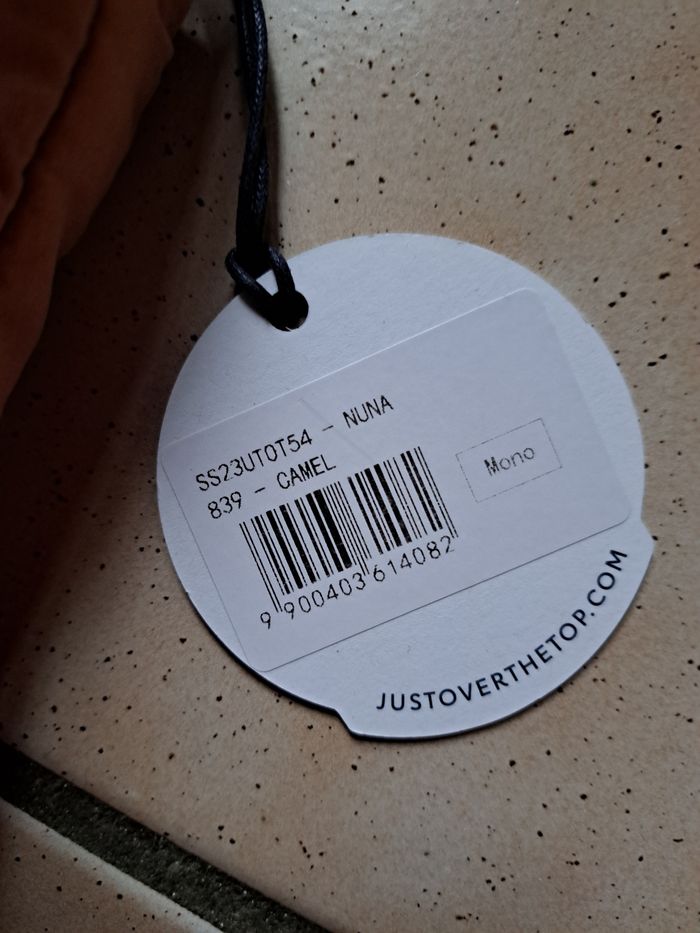 SS23UTOT54 - NUNA
839 - CAMEL
Mono
9 900403 614082
JUSTOVERTHETOP.COM